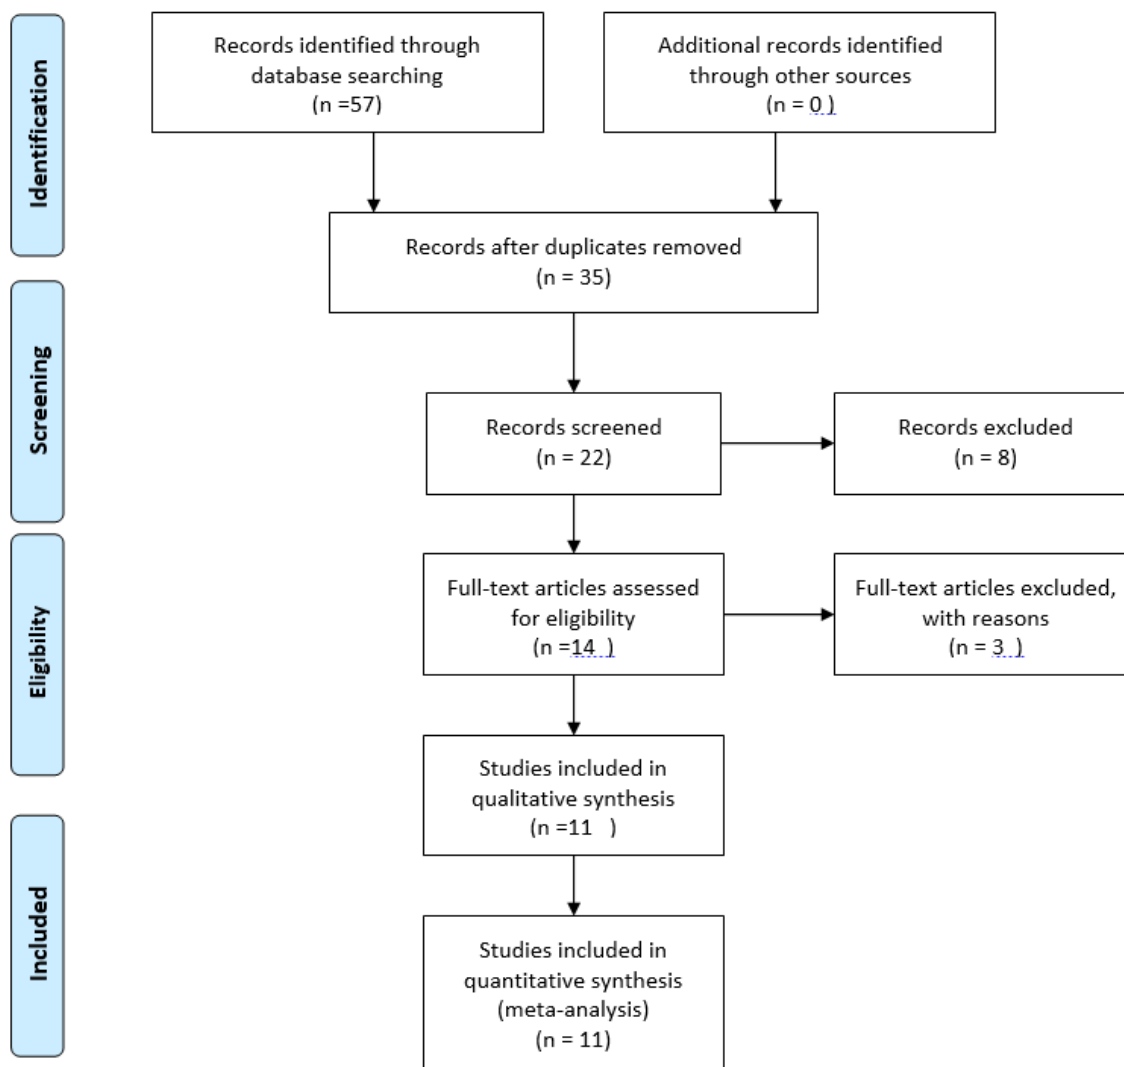 Identification
Records identified through
database searching
(n =57)
Additional records identified
through other sources
(n = 0 )
Records after duplicates removed
(n = 35)
Screening
Records screened
(n = 22)
Records excluded
(n = 8)
Eligibility
Full-text articles assessed
for eligibility
(n =14 )
Full-text articles excluded,
with reasons
(n = 3 )
Studies included in
qualitative synthesis
(n =11 )
Included
Studies included in
quantitative synthesis
(meta-analysis)
(n = 11)